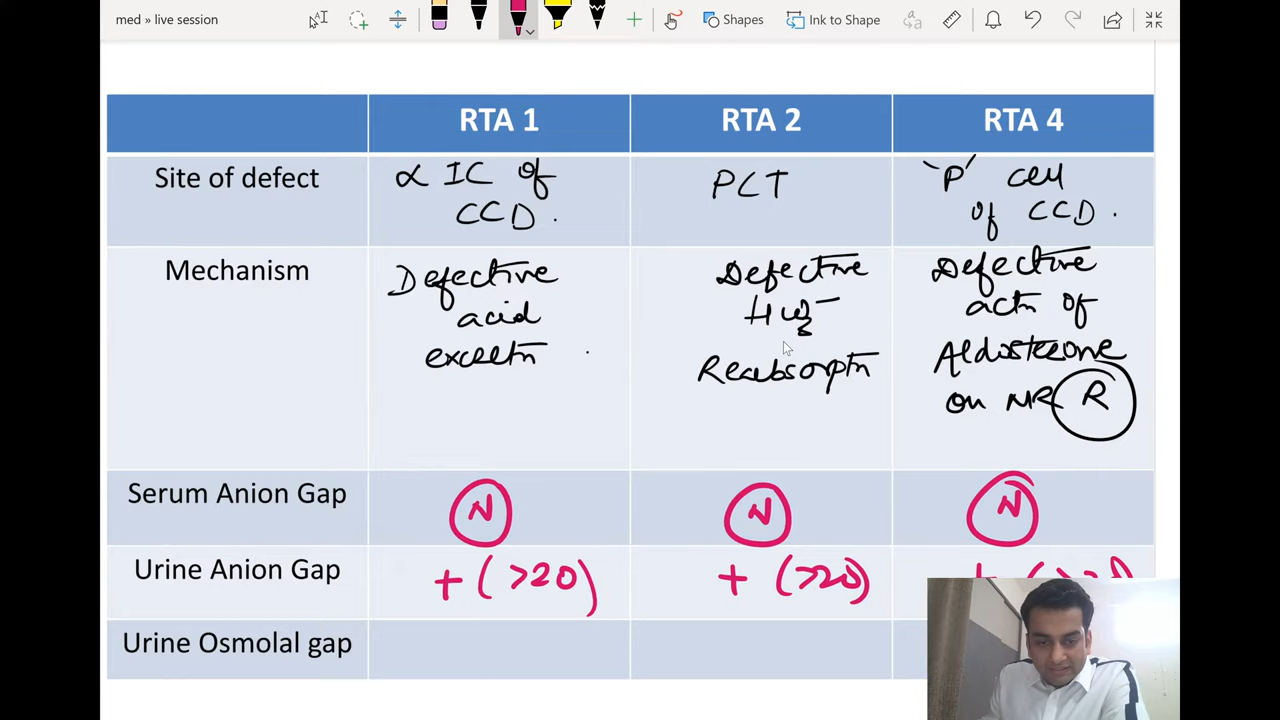 med » live session
Shapes
Ink to Shape
RTA 1
RTA 2
RTA 4
Site of defect
α IC of
CCD.
PCT
'P' cell
of CCD.
Mechanism
Defective
acid
excretn
Defective
HCO3-
Reabsorptn
Defective
actn of
Aldosterone
on MR R
Serum Anion Gap
N
N
N
Urine Anion Gap
+ (>20)
+ (>20)
Urine Osmolal gap